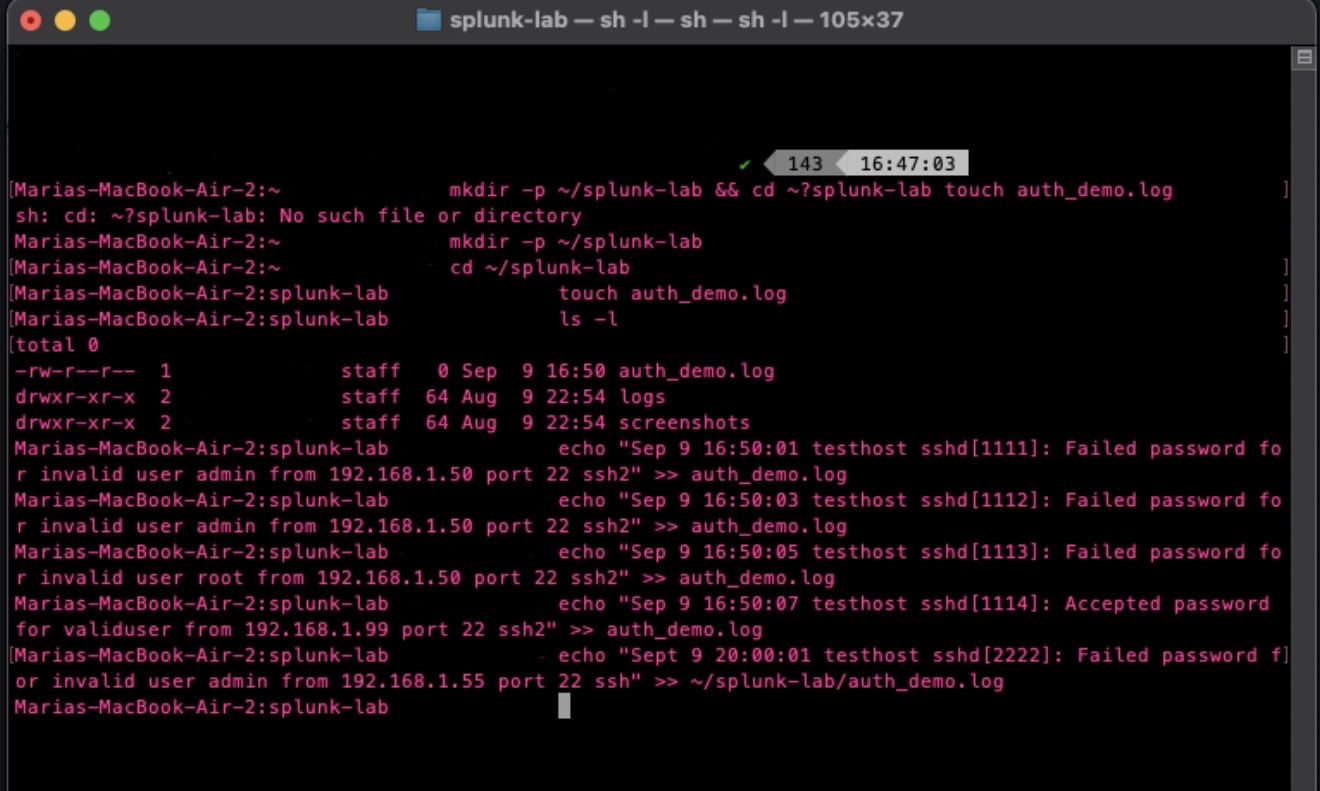 splunk-lab — sh -l — sh — sh -l — 105×37
✔ 143 16:47:03
[Marias-MacBook-Air-2:~ mkdir -p ~/splunk-lab && cd ~?splunk-lab touch auth_demo.log ]
sh: cd: ~?splunk-lab: No such file or directory
Marias-MacBook-Air-2:~ mkdir -p ~/splunk-lab
[Marias-MacBook-Air-2:~ cd ~/splunk-lab ]
[Marias-MacBook-Air-2:splunk-lab touch auth_demo.log ]
[Marias-MacBook-Air-2:splunk-lab ls -l ]
[total 0 ]
-rw-r--r-- 1 staff 0 Sep 9 16:50 auth_demo.log
drwxr-xr-x 2 staff 64 Aug 9 22:54 logs
drwxr-xr-x 2 staff 64 Aug 9 22:54 screenshots
Marias-MacBook-Air-2:splunk-lab echo "Sep 9 16:50:01 testhost sshd[1111]: Failed password fo
r invalid user admin from 192.168.1.50 port 22 ssh2" >> auth_demo.log
Marias-MacBook-Air-2:splunk-lab echo "Sep 9 16:50:03 testhost sshd[1112]: Failed password fo
r invalid user admin from 192.168.1.50 port 22 ssh2" >> auth_demo.log
Marias-MacBook-Air-2:splunk-lab echo "Sep 9 16:50:05 testhost sshd[1113]: Failed password fo
r invalid user root from 192.168.1.50 port 22 ssh2" >> auth_demo.log
Marias-MacBook-Air-2:splunk-lab echo "Sep 9 16:50:07 testhost sshd[1114]: Accepted password
for validuser from 192.168.1.99 port 22 ssh2" >> auth_demo.log
[Marias-MacBook-Air-2:splunk-lab echo "Sept 9 20:00:01 testhost sshd[2222]: Failed password f]
or invalid user admin from 192.168.1.55 port 22 ssh" >> ~/splunk-lab/auth_demo.log
Marias-MacBook-Air-2:splunk-lab